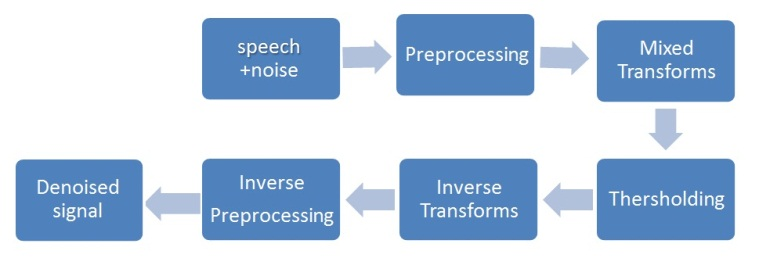 speech
+noise
Preprocessing
Mixed
Transforms
Thersholding
Inverse
Transforms
Inverse
Preprocessing
Denoised
signal